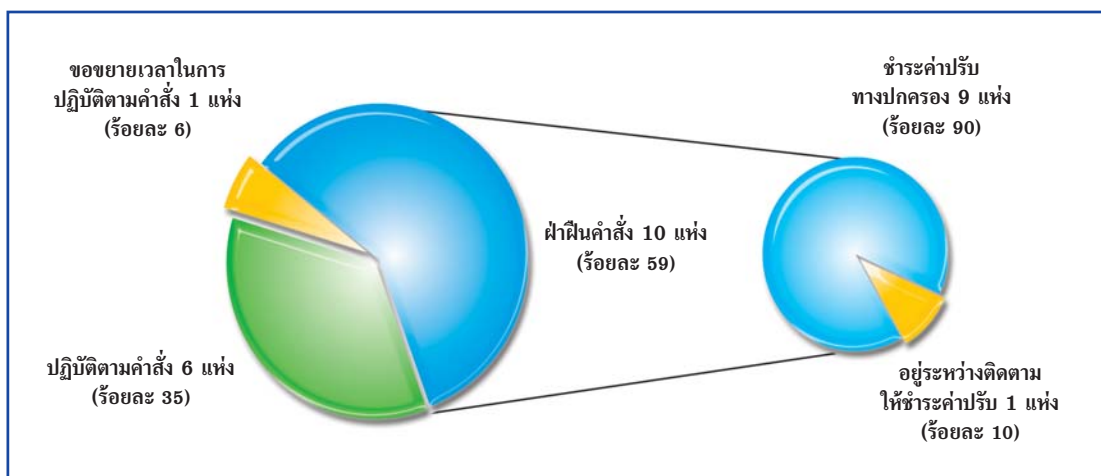 ขอขยายเวลาในการ
ปฏิบัติตามคำสั่ง 1 แห่ง
(ร้อยละ 6)
ชำระค่าปรับ
ทางปกครอง 9 แห่ง
(ร้อยละ 90)
ฝ่าฝืนคำสั่ง 10 แห่ง
(ร้อยละ 59)
ปฏิบัติตามคำสั่ง 6 แห่ง
(ร้อยละ 35)
อยู่ระหว่างติดตาม
ให้ชำระค่าปรับ 1 แห่ง
(ร้อยละ 10)